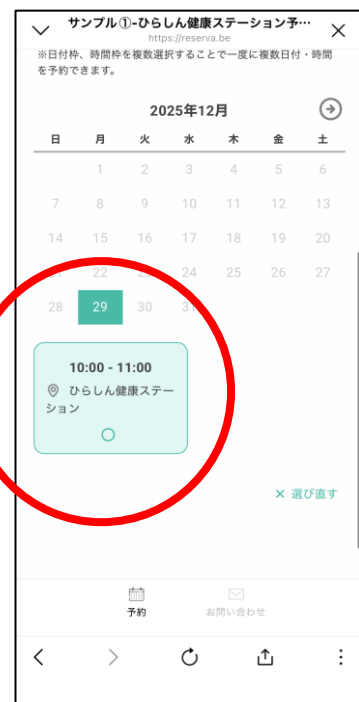 サンプル①-ひらしん健康ステーション予…
https://reserva.be
※日付枠、時間枠を複数選択することで一度に複数日付・時間
を予約できます。
2025年12月
日 月 火 水 木 金 土
1 2 3 4 5 6
7 8 9 10 11 12 13
14 15 16 17 18 19 20
21 22 23 24 25 26 27
28 29 30 31
10:00 - 11:00
ひらしん健康ステー
ション
× 選び直す
予約 お問い合わせ